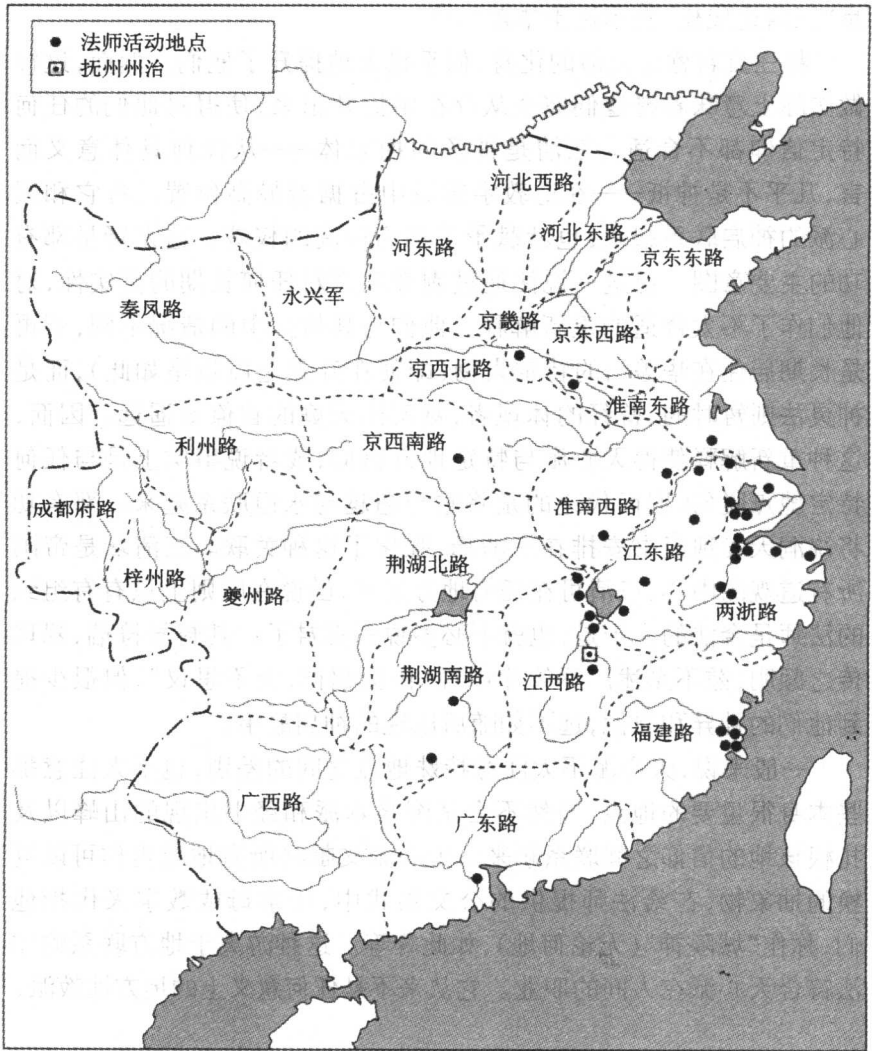 法师活动地点
抚州州治
河北西路
河东路
河北东路
京东东路
永兴军
秦凤路
京畿路
京东西路
京西北路
淮南东路
利州路
京西南路
成都府路
淮南西路
梓州路
荆湖北路
江东路
夔州路
两浙路
荆湖南路
江西路
福建路
广西路
广东路